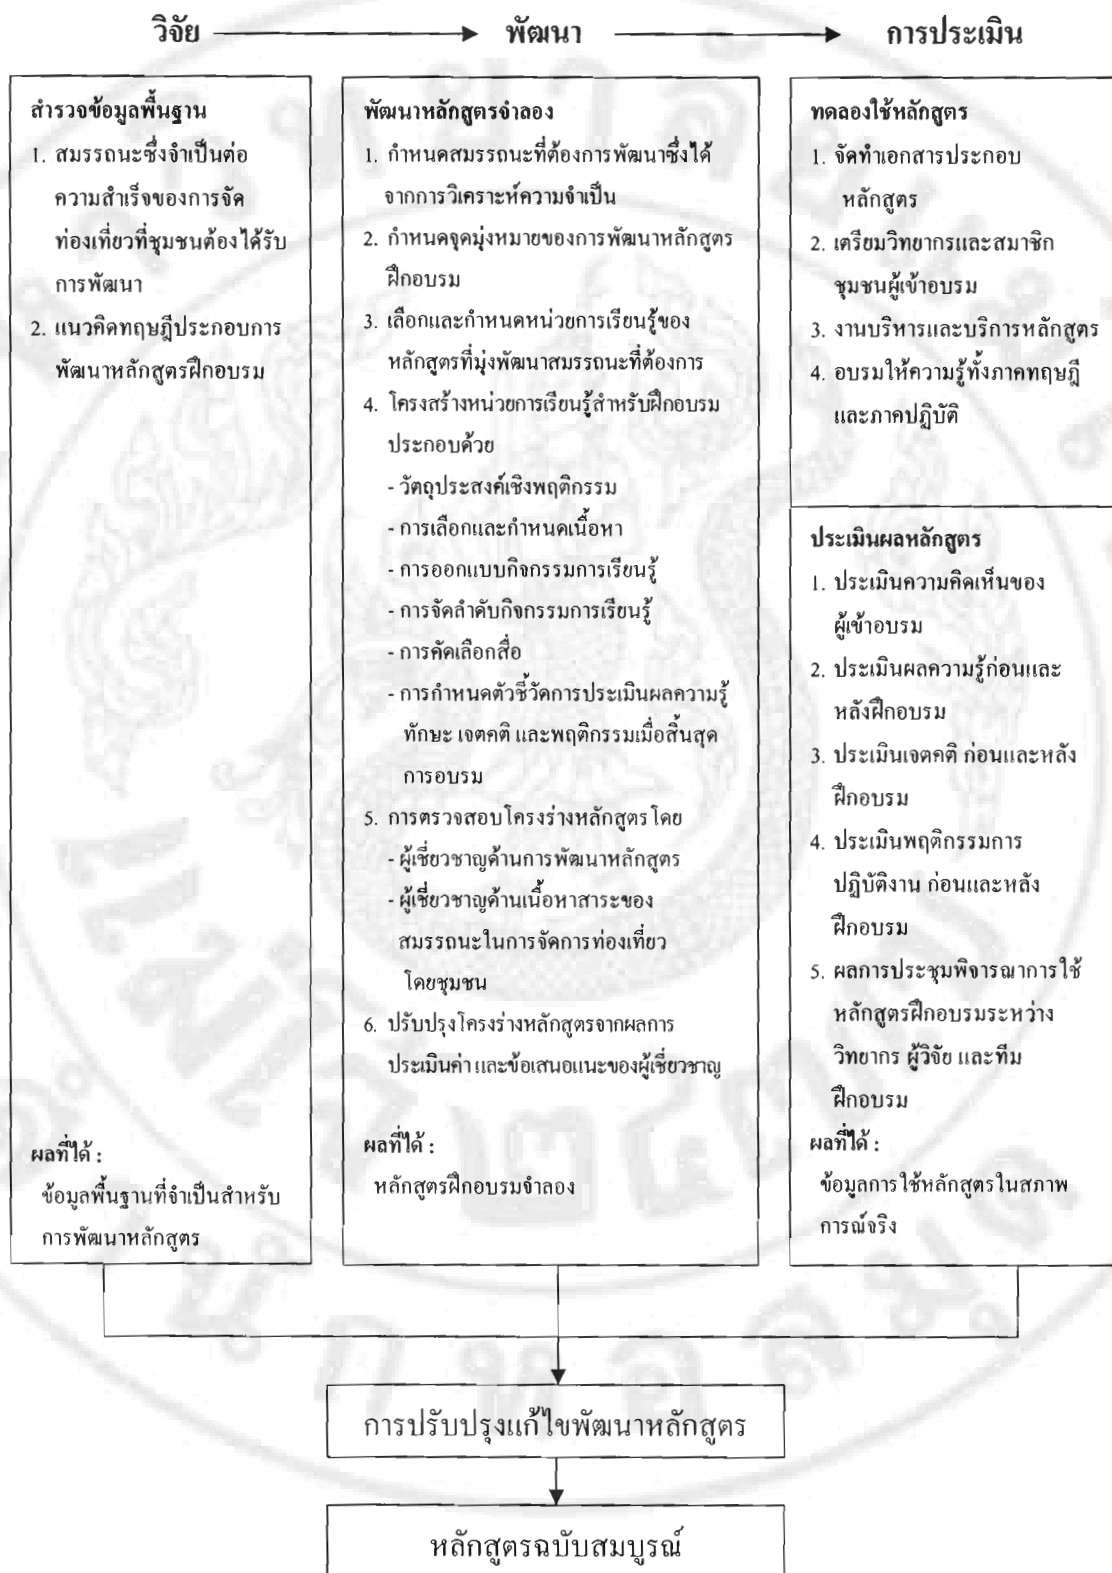 วิจัย พัฒนา การประเมิน
สำรวจข้อมูลพื้นฐาน
1. สมรรถนะซึ่งจำเป็นต่อ
ความสำเร็จของการจัด
ท่องเที่ยวที่ชุมชนต้องได้รับ
การพัฒนา
2. แนวคิดทฤษฎีประกอบการ
พัฒนาหลักสูตรฝึกอบรม
ผลที่ได้ :
ข้อมูลพื้นฐานที่จำเป็นสำหรับ
การพัฒนาหลักสูตร
พัฒนาหลักสูตรจำลอง
1. กำหนดสมรรถนะที่ต้องการพัฒนาซึ่งได้
จากการวิเคราะห์ความจำเป็น
2. กำหนดจุดมุ่งหมายของการพัฒนาหลักสูตร
ฝึกอบรม
3. เลือกและกำหนดหน่วยการเรียนรู้ของ
หลักสูตรที่มุ่งพัฒนาสมรรถนะที่ต้องการ
4. โครงสร้างหน่วยการเรียนรู้สำหรับฝึกอบรม
ประกอบด้วย
- วัตถุประสงค์เชิงพฤติกรรม
- การเลือกและกำหนดเนื้อหา
- การออกแบบกิจกรรมการเรียนรู้
- การจัดลำดับกิจกรรมการเรียนรู้
- การคัดเลือกสื่อ
- การกำหนดตัวชี้วัดการประเมินผลความรู้
ทักษะ เจตคติ และพฤติกรรมเมื่อสิ้นสุด
การอบรม
5. การตรวจสอบโครงร่างหลักสูตรโดย
- ผู้เชี่ยวชาญด้านการพัฒนาหลักสูตร
- ผู้เชี่ยวชาญด้านเนื้อหาสาระของ
สมรรถนะในการจัดการท่องเที่ยว
โดยชุมชน
6. ปรับปรุงโครงร่างหลักสูตรจากผลการ
ประเมินค่า และข้อเสนอแนะของผู้เชี่ยวชาญ
ผลที่ได้ :
หลักสูตรฝึกอบรมจำลอง
ทดลองใช้หลักสูตร
1. จัดทำเอกสารประกอบ
หลักสูตร
2. เตรียมวิทยากรและสมาชิก
ชุมชนผู้เข้าอบรม
3. งานบริหารและบริการหลักสูตร
4. อบรมให้ความรู้ทั้งภาคทฤษฎี
และภาคปฏิบัติ
ประเมินผลหลักสูตร
1. ประเมินความคิดเห็นของ
ผู้เข้าอบรม
2. ประเมินผลความรู้ก่อนและ
หลังฝึกอบรม
3. ประเมินเจตคติ ก่อนและหลัง
ฝึกอบรม
4. ประเมินพฤติกรรมการ
ปฏิบัติงาน ก่อนและหลัง
ฝึกอบรม
5. ผลการประชุมพิจารณาการใช้
หลักสูตรฝึกอบรมระหว่าง
วิทยากร ผู้วิจัย และทีม
ฝึกอบรม
ผลที่ได้ :
ข้อมูลการใช้หลักสูตรในสภาพ
การณ์จริง
การปรับปรุงแก้ไขพัฒนาหลักสูตร
หลักสูตรฉบับสมบูรณ์